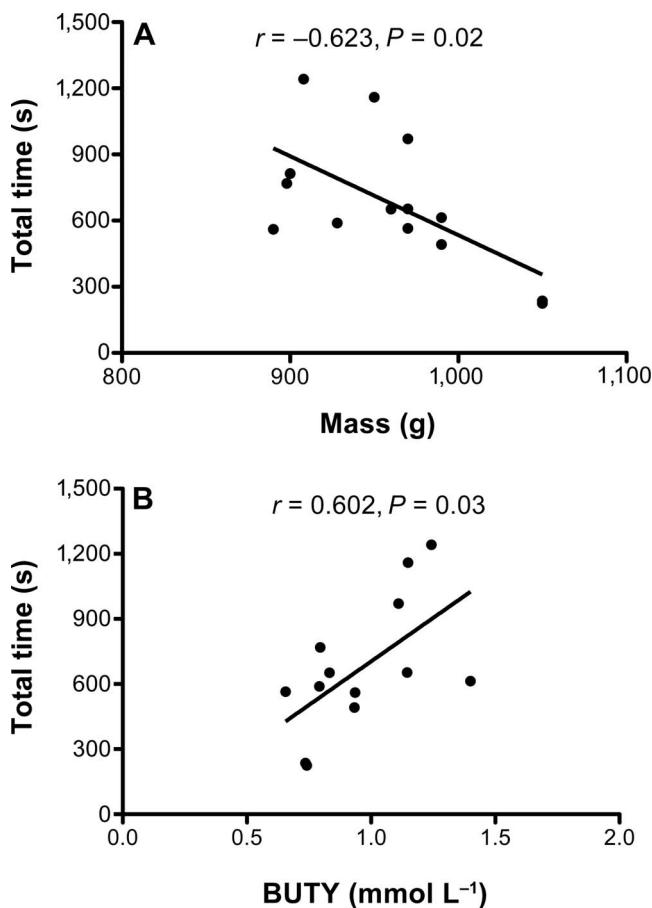 A
r = –0.623, P = 0.02
1,500
1,200
900
600
300
0
Total time (s)
800 900 1,000 1,100
Mass (g)
B
r = 0.602, P = 0.03
1,500
1,200
900
600
300
0
Total time (s)
0.0 0.5 1.0 1.5 2.0
BUTY (mmol L⁻¹)